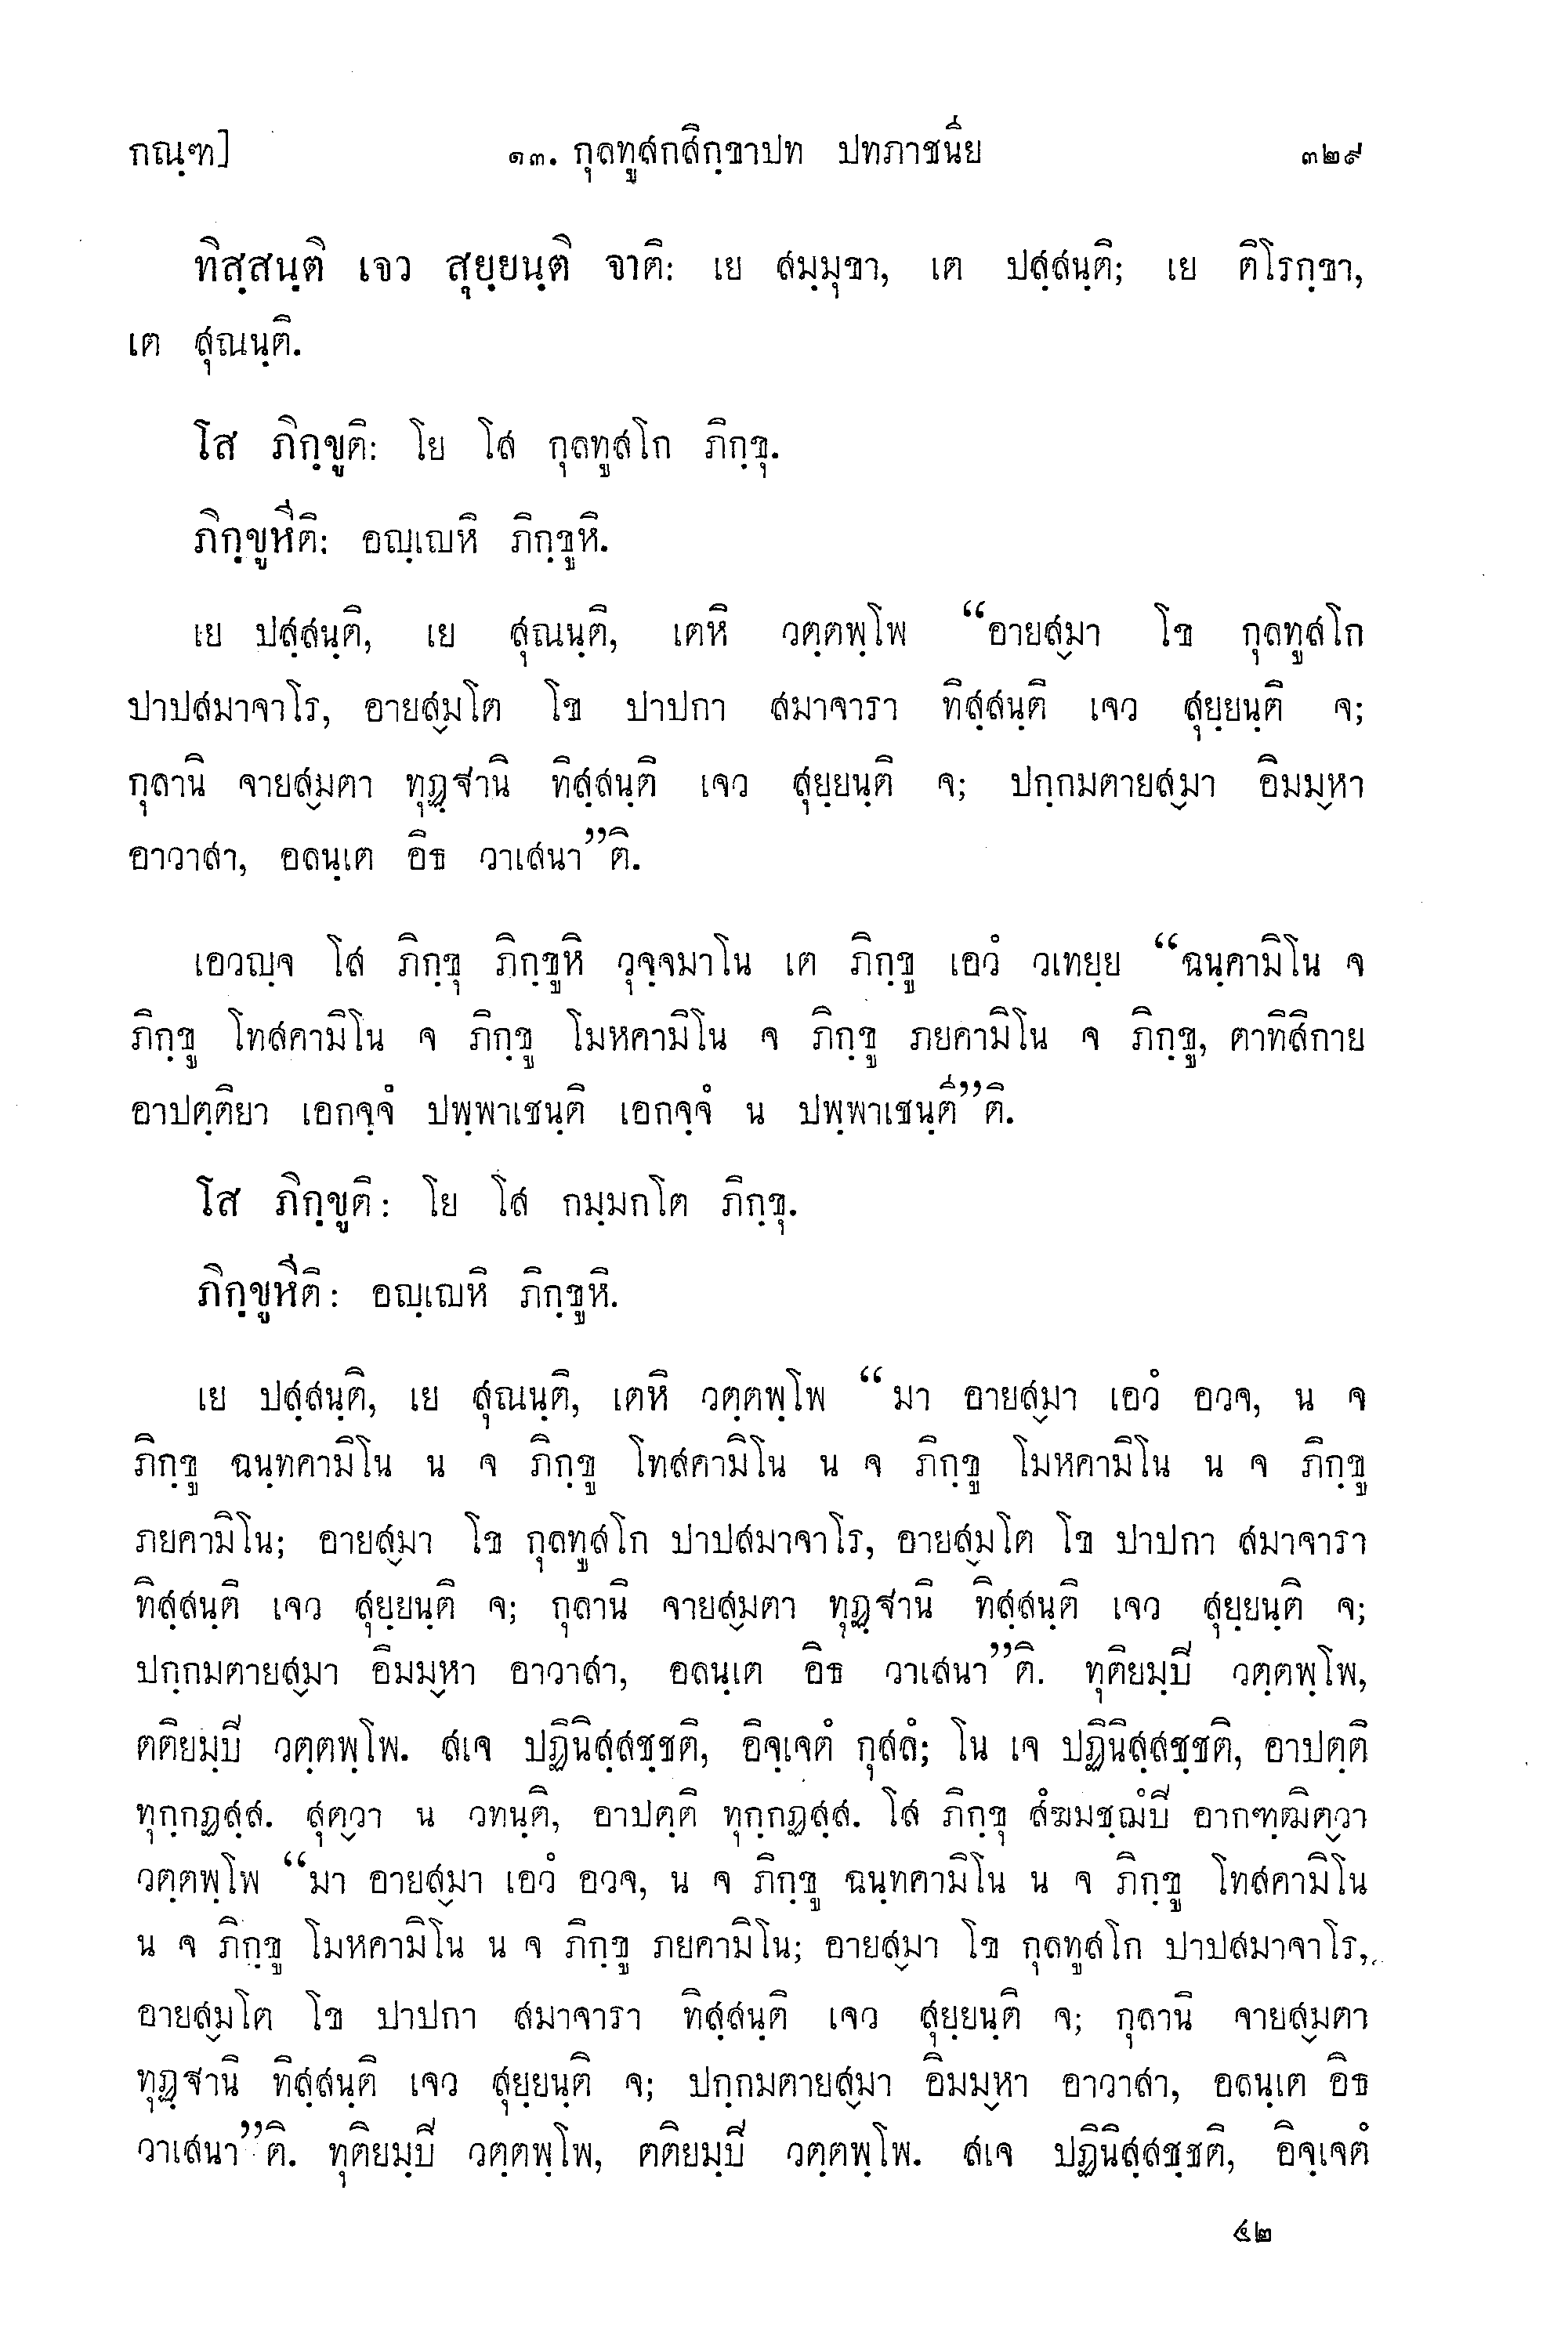 กณฺฑ] ๑๓. กุลทูสกสิกฺขาปท ปทภาชนีย ๓๒๙
ทิสฺสนฺติ เจว สุยฺยนฺติ จาติ: เย สมฺมุขา, เต ปสฺสนฺติ; เย ติโรกฺขา,
เต สุณนฺติ.
โส ภิกฺขูติ: โย โส กุลทูสโก ภิกฺขุ.
ภิกฺขูหีติ: อญฺเญหิ ภิกฺขูหิ.
เย ปสฺสนฺติ, เย สุณนฺติ, เตหิ วตฺตพฺโพ “อายสฺมา โข กุลทูสโก
ปาปสมาจาโร, อายสฺมโต โข ปาปกา สมาจารา ทิสฺสนฺติ เจว สุยฺยนฺติ จ;
กุลานิ จายสฺมตา ทุฏฺฐานิ ทิสฺสนฺติ เจว สุยฺยนฺติ จ; ปกฺกมตายสฺมา อิมมฺหา
อาวาสา, อลนฺเต อิธ วาเสนา”ติ.
เอวญฺจ โส ภิกฺขุ ภิกฺขูหิ วุจฺจมาโน เต ภิกฺขู เอวํ วเทยฺย “ฉนฺคามิโน จ
ภิกฺขู โทสคามิโน จ ภิกฺขู โมหคามิโน จ ภิกฺขู ภยคามิโน จ ภิกฺขู, ตาทิสิกาย
อาปตฺติยา เอกจฺจํ ปพฺพาเชนฺติ เอกจฺจํ น ปพฺพาเชนฺตี”ติ.
โส ภิกฺขูติ: โย โส กมฺมกโต ภิกฺขุ.
ภิกฺขูหีติ: อญฺเญหิ ภิกฺขูหิ.
เย ปสฺสนฺติ, เย สุณนฺติ, เตหิ วตฺตพฺโพ “มา อายสฺมา เอวํ อวจ, น จ
ภิกฺขู ฉนฺทคามิโน น จ ภิกฺขู โทสคามิโน น จ ภิกฺขู โมหคามิโน น จ ภิกฺขู
ภยคามิโน; อายสฺมา โข กุลทูสโก ปาปสมาจาโร, อายสฺมโต โข ปาปกา สมาจารา
ทิสฺสนฺติ เจว สุยฺยนฺติ จ; กุลานิ จายสฺมตา ทุฏฺฐานิ ทิสฺสนฺติ เจว สุยฺยนฺติ จ;
ปกฺกมตายสฺมา อิมมฺหา อาวาสา, อลนฺเต อิธ วาเสนา”ติ. ทุติยมฺปิ วตฺตพฺโพ,
ตติยมฺปิ วตฺตพฺโพ. สเจ ปฏินิสฺสชฺชติ, อิจฺเจตํ กุสลํ; โน เจ ปฏินิสฺสชฺชติ, อาปตฺติ
ทุกฺกฏสฺส. สุตฺวา น วทนฺติ, อาปตฺติ ทุกฺกฏสฺส. โส ภิกฺขุ สํฆมชฺฌํปิ อากฑฺฒิตฺวา
วตฺตพฺโพ “มา อายสฺมา เอวํ อวจ, น จ ภิกฺขู ฉนฺทคามิโน น จ ภิกฺขู โทสคามิโน
น จ ภิกฺขู โมหคามิโน น จ ภิกฺขู ภยคามิโน; อายสฺมา โข กุลทูสโก ปาปสมาจาโร,
อายสฺมโต โข ปาปกา สมาจารา ทิสฺสนฺติ เจว สุยฺยนฺติ จ; กุลานิ จายสฺมตา
ทุฏฺฐานิ ทิสฺสนฺติ เจว สุยฺยนฺติ จ; ปกฺกมตายสฺมา อิมมฺหา อาวาสา, อลนฺเต อิธ
วาเสนา”ติ. ทุติยมฺปิ วตฺตพฺโพ, ตติยมฺปิ วตฺตพฺโพ. สเจ ปฏินิสฺสชฺชติ, อิจฺเจตํ
๔๒